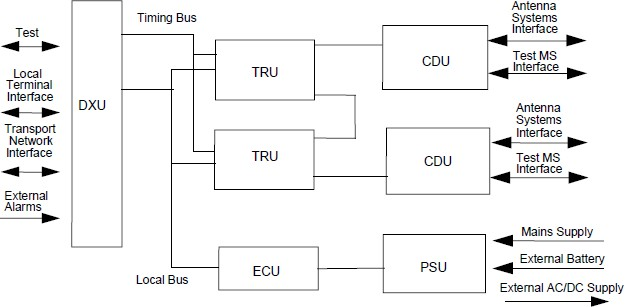 Timing Bus
Test
Local
Terminal
Interface
Transport
Network
Interface
External
Alarms
DXU
TRU
TRU
ECU
Local Bus
CDU
CDU
PSU
Antenna
Systems
Interface
Test MS
Interface
Antenna
Systems
Interface
Test MS
Interface
Mains Supply
External Battery
External AC/DC Supply